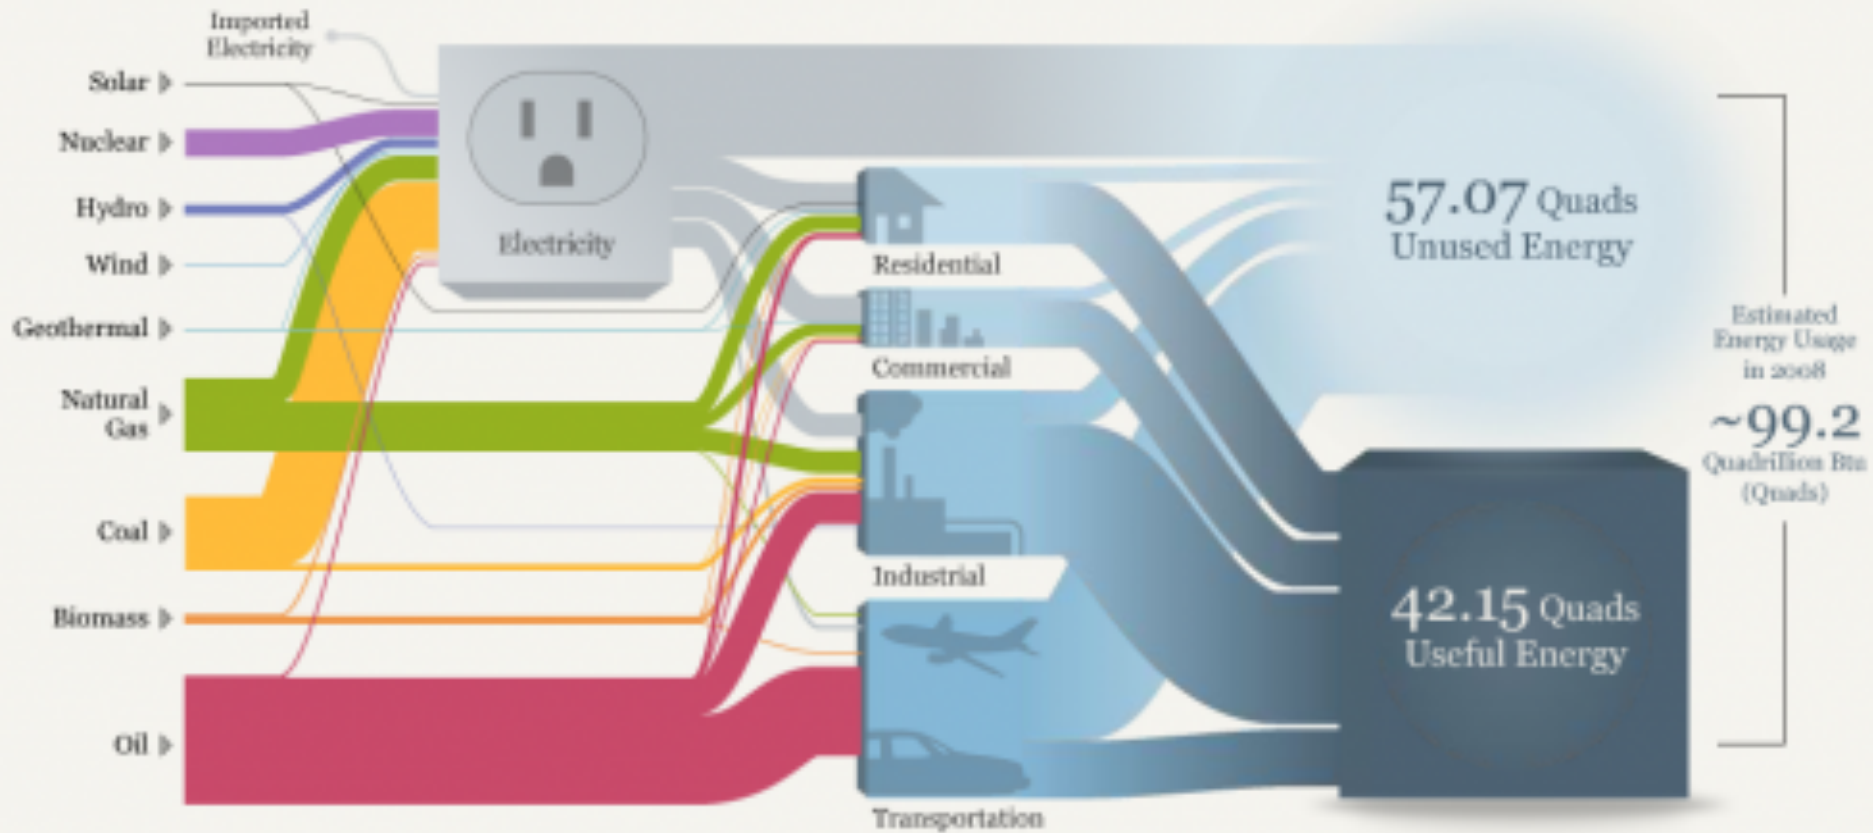 Imported
Electricity
Solar
Nuclear
Hydro
Wind
Geothermal
Natural
Gas
Coal
Biomass
Oil
Electricity
Residential
Commercial
Industrial
Transportation
57.07 Quads
Unused Energy
42.15 Quads
Useful Energy
Estimated
Energy Usage
in 2008
~99.2
Quadrillion Btu
(Quads)